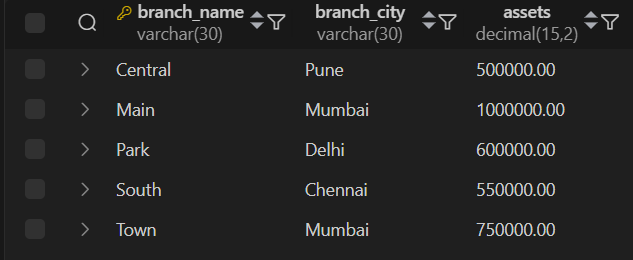 branch_name branch_city assets
varchar(30) varchar(30) decimal(15,2)
Central Pune 500000.00
Main Mumbai 1000000.00
Park Delhi 600000.00
South Chennai 550000.00
Town Mumbai 750000.00